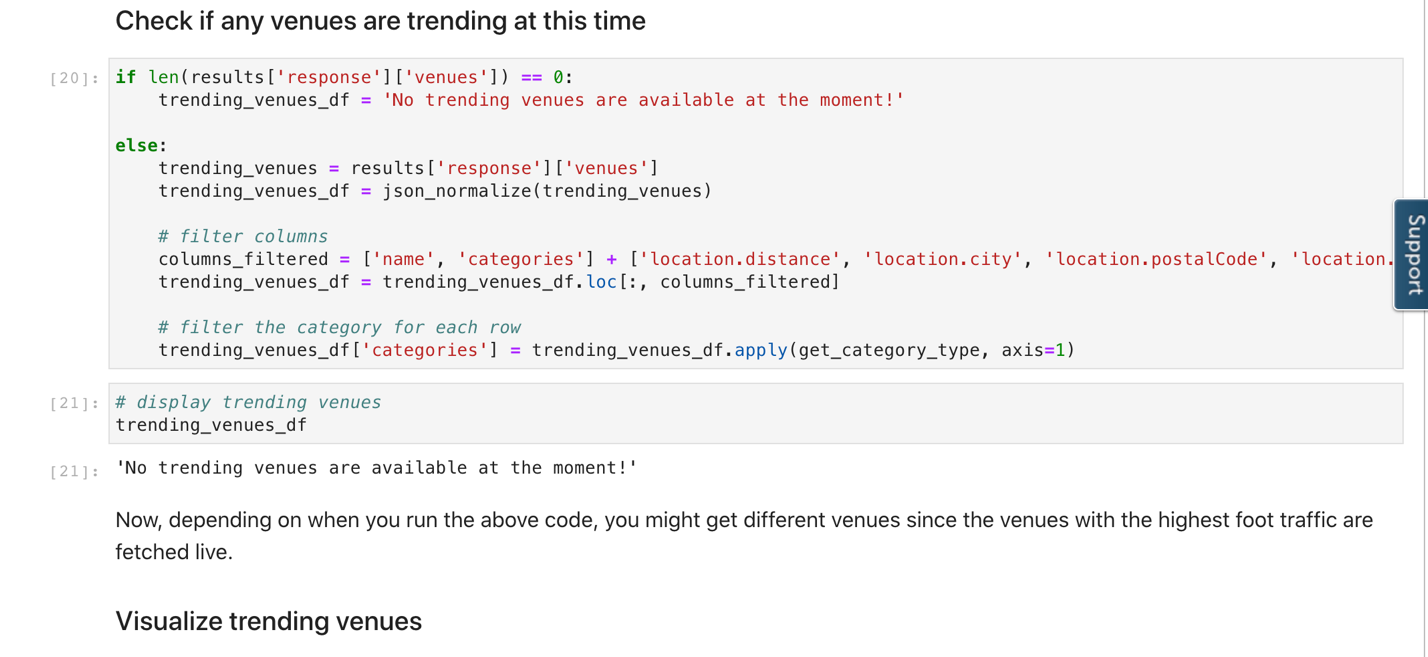 Check if any venues are trending at this time
[20]: if len(results['response']['venues']) == 0:
    trending_venues_df = 'No trending venues are available at the moment!'
else:
    trending_venues = results['response']['venues']
    trending_venues_df = json_normalize(trending_venues)
    # filter columns
    columns_filtered = ['name', 'categories'] + ['location.distance', 'location.city', 'location.postalCode', 'location.
    trending_venues_df = trending_venues_df.loc[:, columns_filtered]
    # filter the category for each row
    trending_venues_df['categories'] = trending_venues_df.apply(get_category_type, axis=1)
Support
[21]: # display trending venues
trending_venues_df
[21]: 'No trending venues are available at the moment!'
Now, depending on when you run the above code, you might get different venues since the venues with the highest foot traffic are
fetched live.
Visualize trending venues